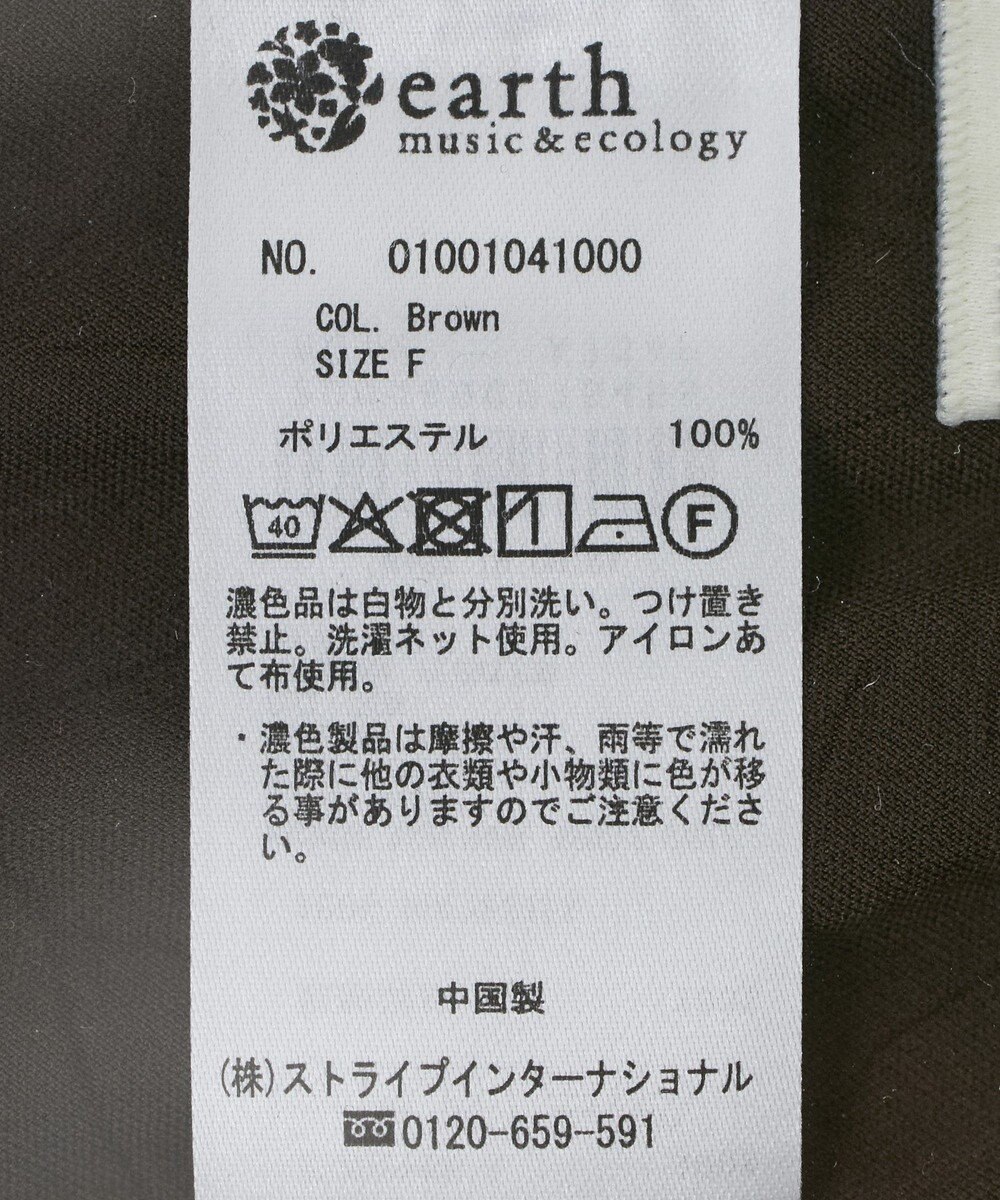 earth
music&ecology
NO. 01001041000
COL. Brown
SIZE F
ポリエステル 100%
40 F
濃色品は白物と分別洗い。つけ置き
禁止。洗濯ネット使用。アイロンあ
て布使用。
・濃色製品は摩擦や汗、雨等で濡れ
た際に他の衣類や小物類に色が移
る事がありますのでご注意くださ
い。
中国製
(株)ストライプインターナショナル
0120-659-591